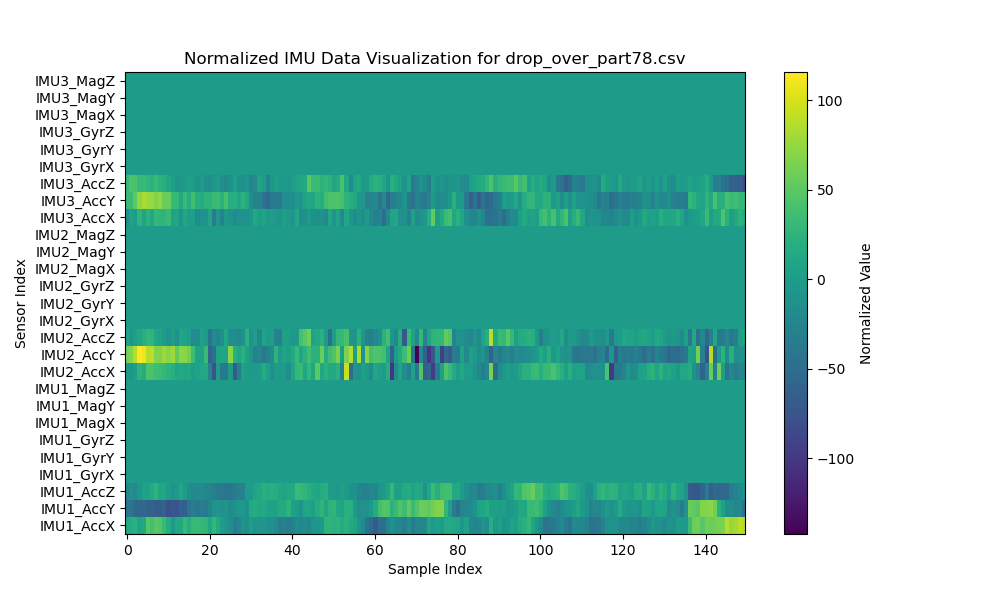 Normalized IMU Data Visualization for drop_over_part78.csv
IMU3_MagZ
IMU3_MagY
IMU3_MagX
IMU3_GyrZ
IMU3_GyrY
IMU3_GyrX
IMU3_AccZ
IMU3_AccY
IMU3_AccX
IMU2_MagZ
IMU2_MagY
IMU2_MagX
IMU2_GyrZ
IMU2_GyrY
IMU2_GyrX
IMU2_AccZ
IMU2_AccY
IMU2_AccX
IMU1_MagZ
IMU1_MagY
IMU1_MagX
IMU1_GyrZ
IMU1_GyrY
IMU1_GyrX
IMU1_AccZ
IMU1_AccY
IMU1_AccX
Sensor Index
0 20 40 60 80 100 120 140
Sample Index
100
50
0
−50
−100
Normalized Value